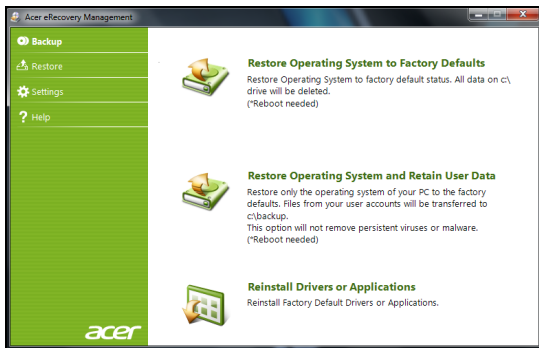 Acer eRecovery Management
Backup
Restore
Settings
? Help
Restore Operating System to Factory Defaults
Restore Operating System to factory default status. All data on c:\
drive will be deleted.
(*Reboot needed)
Restore Operating System and Retain User Data
Restore only the operating system of your PC to the factory
defaults. Files from your user accounts will be transferred to
c:\backup.
This option will not remove persistent viruses or malware.
(*Reboot needed)
Reinstall Drivers or Applications
Reinstall Factory Default Drivers or Applications.
acer